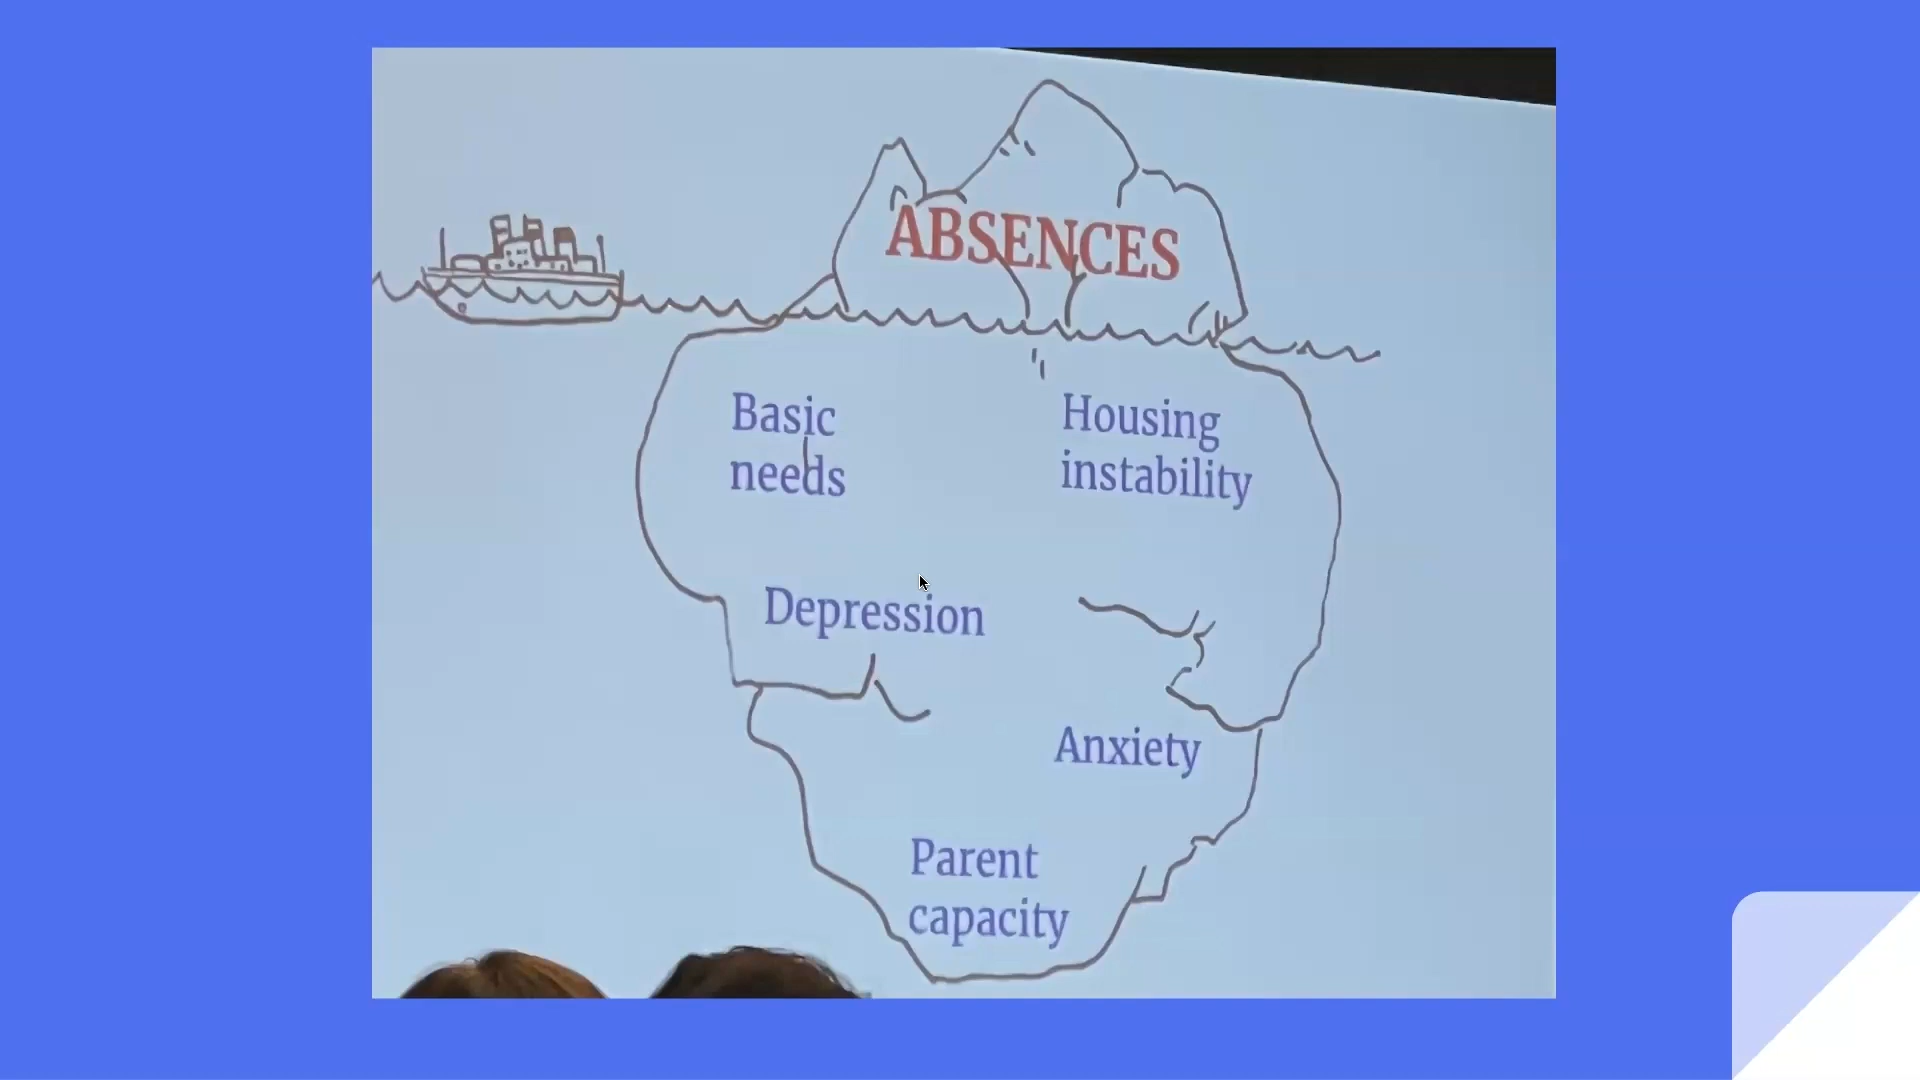 ABSENCES
Basic
needs
Housing
instability
Depression
Anxiety
Parent
capacity